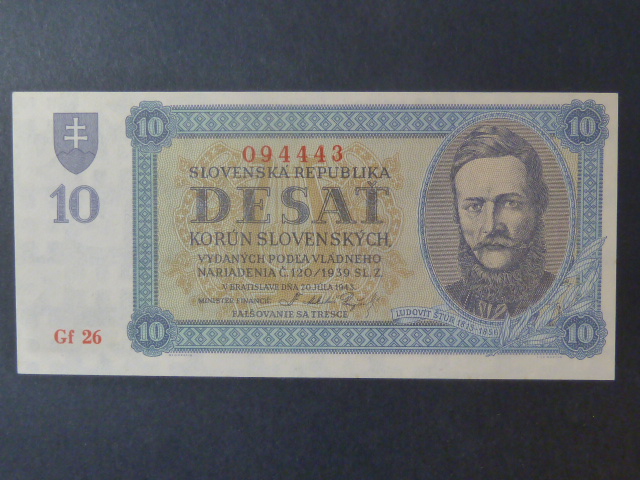 10
094443
10
SLOVENSKÁ REPUBLIKA
10
DESAŤ
KORÚN SLOVENSKÝCH
VYDANÝCH PODĽA VLÁDNEHO
NARIADENIA Č. 120/1939 SL. Z.
V BRATISLAVE DŇA 20. JÚLA 1943
MINISTER FINANCIÍ:
FALŠOVANIE SA TRESCE
ĽUDOVÍT ŠTÚR 1815-1856
Gf 26
10
10